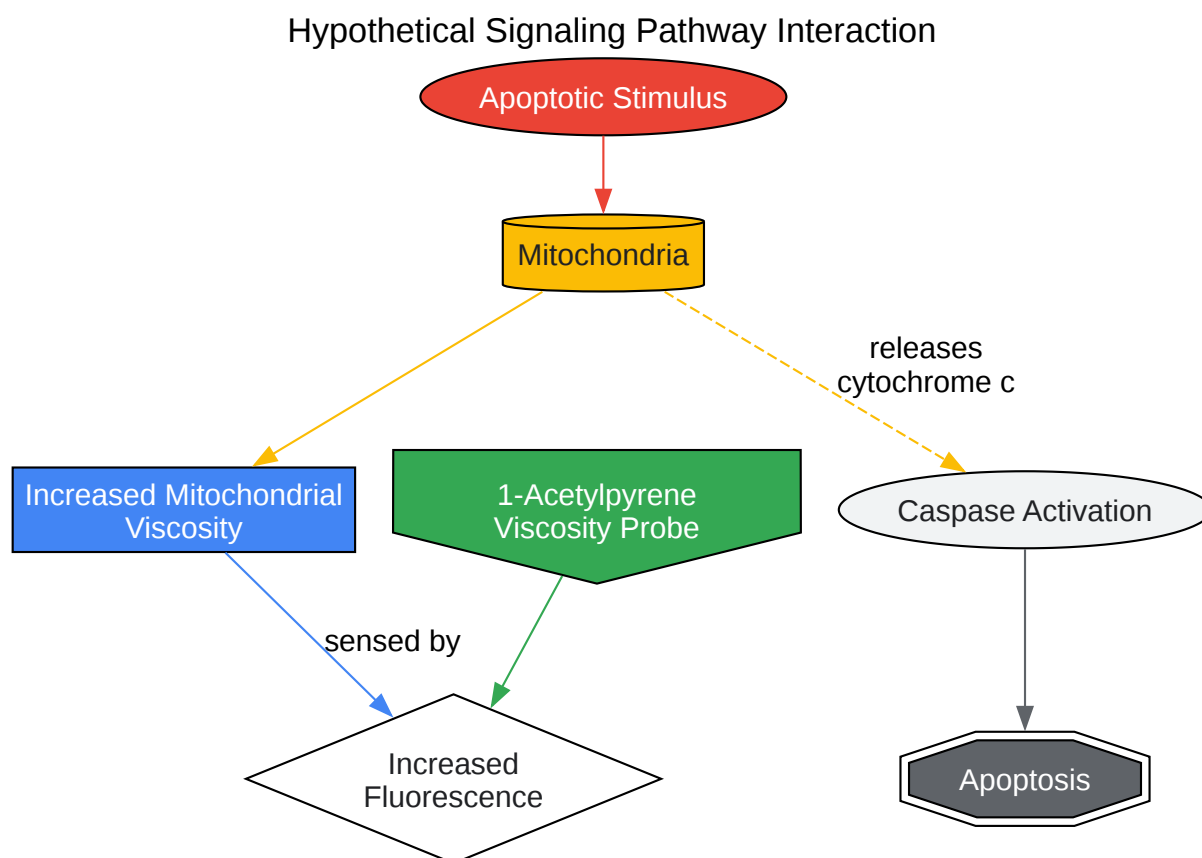 Hypothetical Signaling Pathway Interaction
Apoptotic Stimulus
Mitochondria
releases
cytochrome c
Increased Mitochondrial
Viscosity
1-Acetylpyrene
Viscosity Probe
Caspase Activation
sensed by
Increased
Fluorescence
Apoptosis